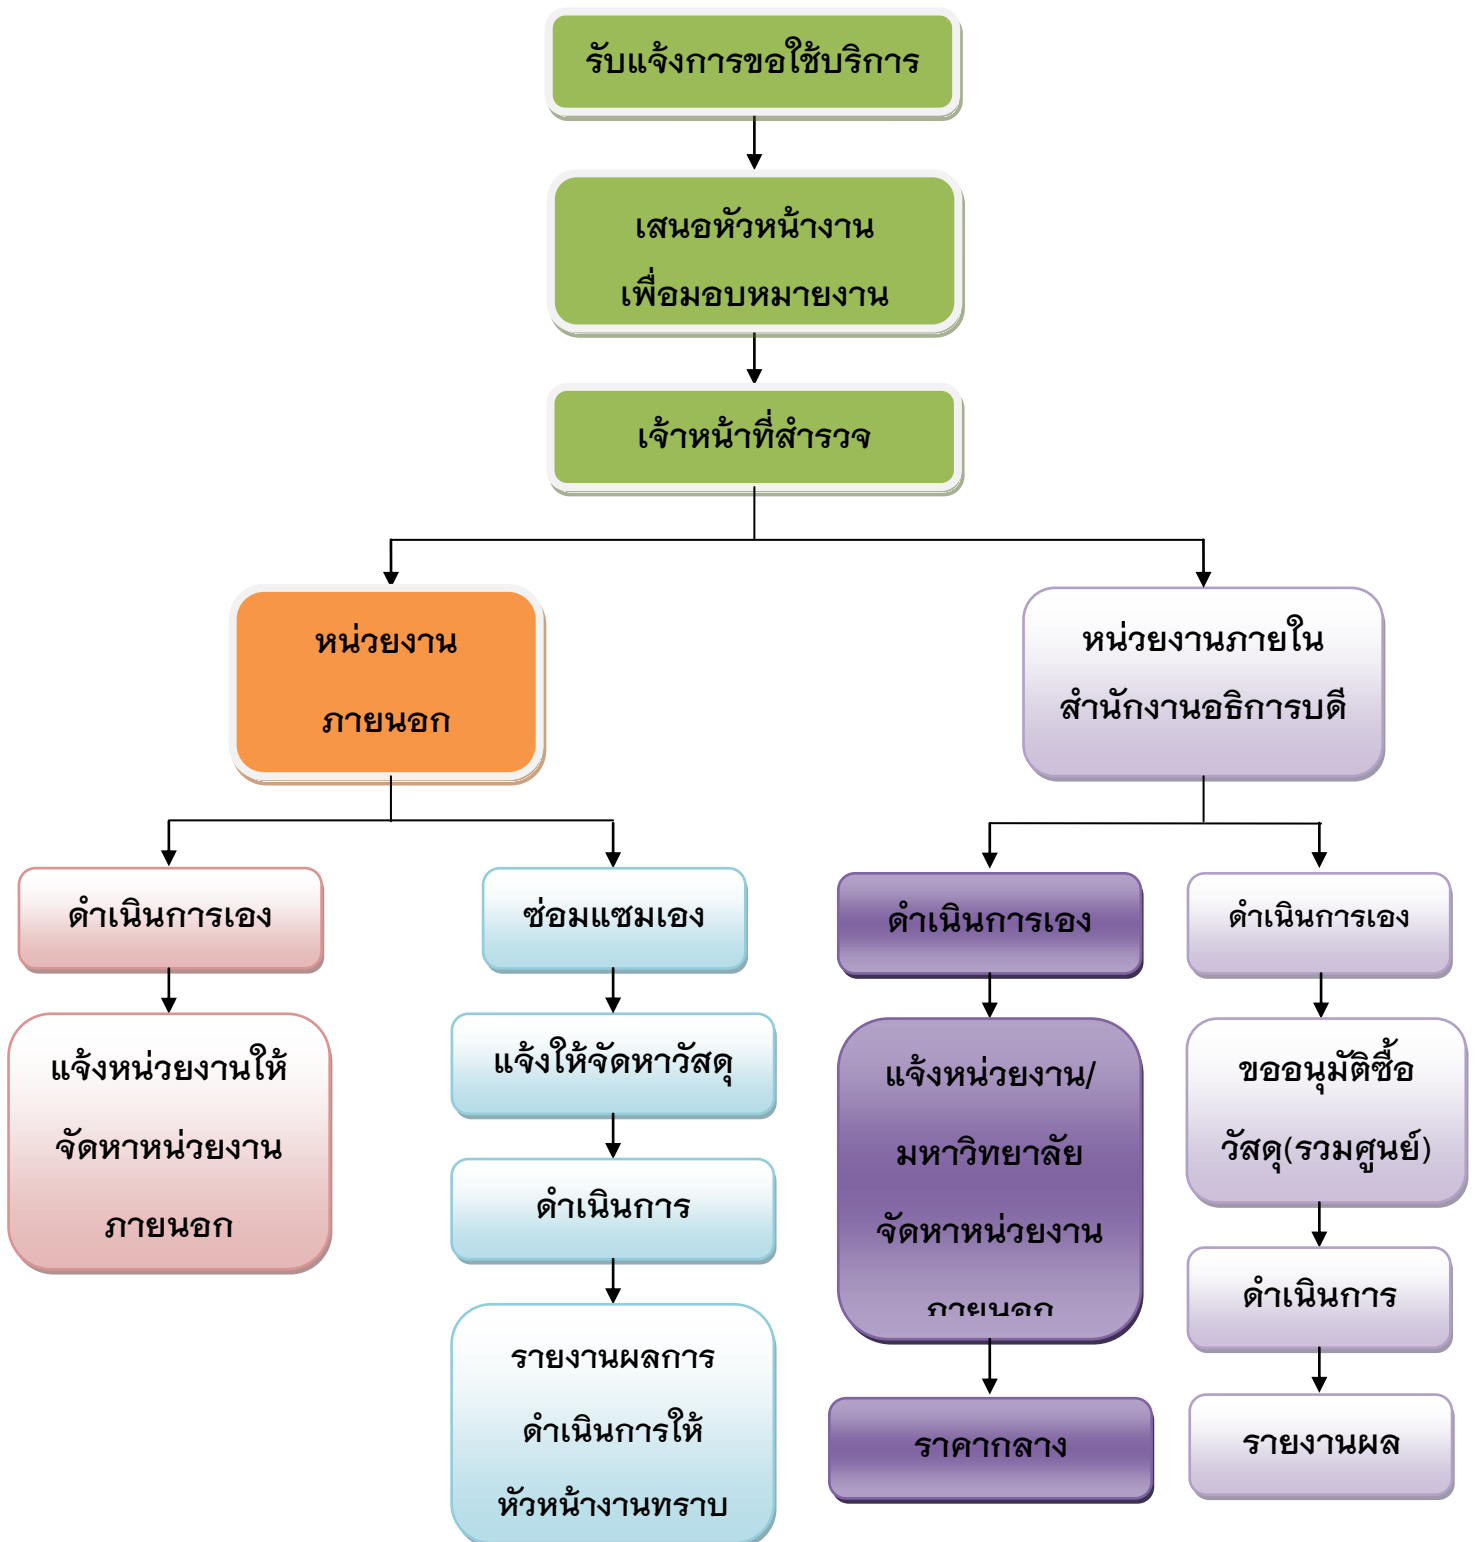 รับแจ้งการขอใช้บริการ
เสนอหัวหน้างาน
เพื่อมอบหมายงาน
เจ้าหน้าที่สำรวจ
หน่วยงาน
ภายนอก
หน่วยงานภายใน
สำนักงานอธิการบดี
ดำเนินการเอง
แจ้งหน่วยงานให้
จัดหาหน่วยงาน
ภายนอก
ซ่อมแซมเอง
แจ้งให้จัดหาวัสดุ
ดำเนินการ
รายงานผลการ
ดำเนินการให้
หัวหน้างานทราบ
ดำเนินการเอง
แจ้งหน่วยงาน/
มหาวิทยาลัย
จัดหาหน่วยงาน
ภายนอก
ราคากลาง
ดำเนินการเอง
ขออนุมัติซื้อ
วัสดุ(รวมศูนย์)
ดำเนินการ
รายงานผล